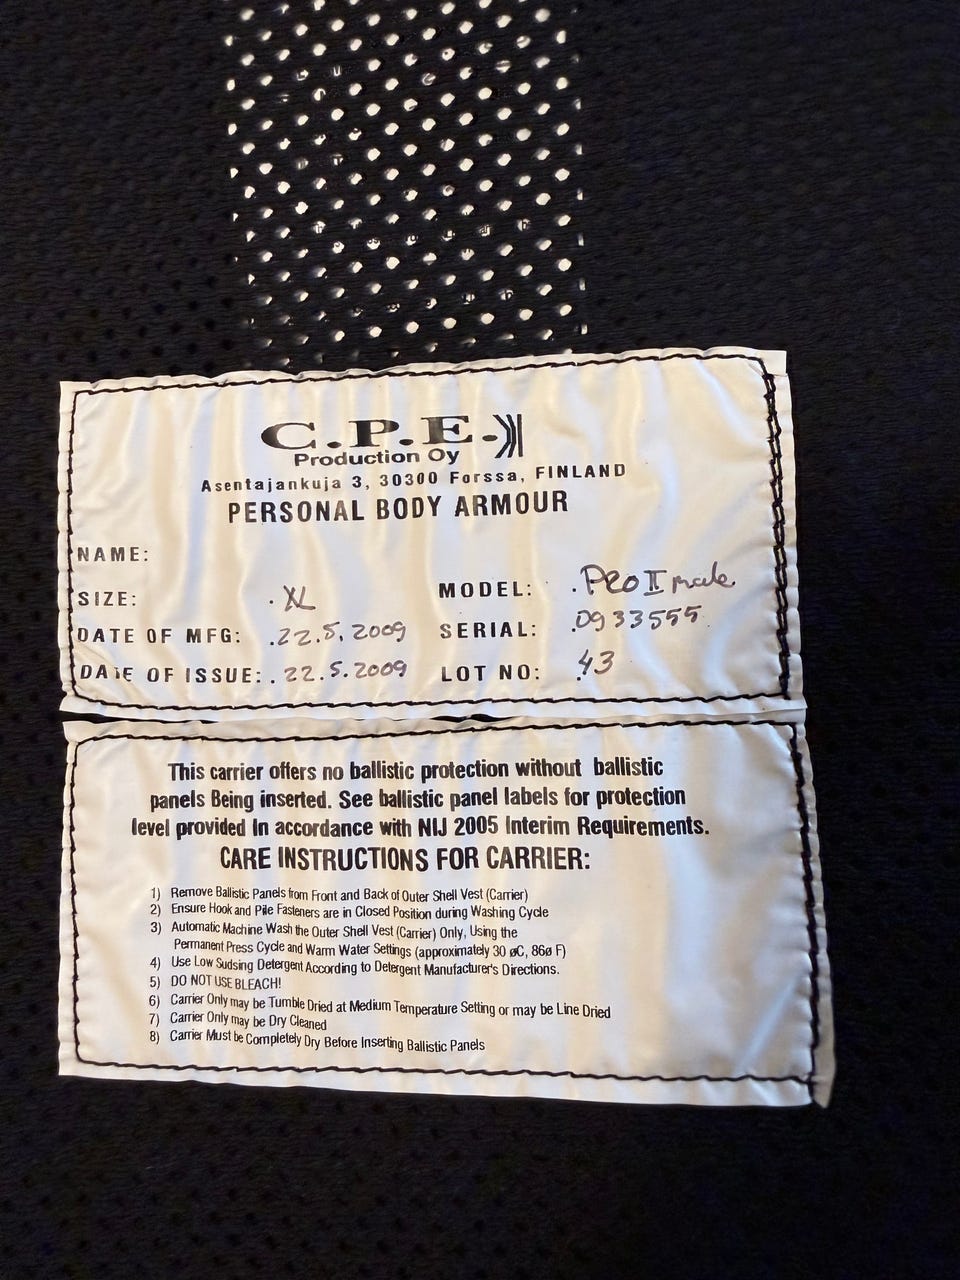 C.P.E.
Production Oy
Asentajankuja 3, 30300 Forssa, FINLAND
PERSONAL BODY ARMOUR
NAME:
SIZE: . XL MODEL: . PRO II male
DATE OF MFG: .22.5.2009 SERIAL: .0933555
DATE OF ISSUE: . 22.5.2009 LOT NO: .43
This carrier offers no ballistic protection without ballistic
panels Being inserted. See ballistic panel labels for protection
level provided In accordance with NIJ 2005 Interim Requirements.
CARE INSTRUCTIONS FOR CARRIER:
1) Remove Ballistic Panels from Front and Back of Outer Shell Vest (Carrier)
2) Ensure Hook and Pile Fasteners are in Closed Position during Washing Cycle
3) Automatic Machine Wash the Outer Shell Vest (Carrier) Only, Using the
Permanent Press Cycle and Warm Water Settings (approximately 30 øC, 86ø F)
4) Use Low Sudsing Detergent According to Detergent Manufacturer's Directions.
5) DO NOT USE BLEACH!
6) Carrier Only may be Tumble Dried at Medium Temperature Setting or may be Line Dried
7) Carrier Only may be Dry Cleaned
8) Carrier Must be Completely Dry Before Inserting Ballistic Panels